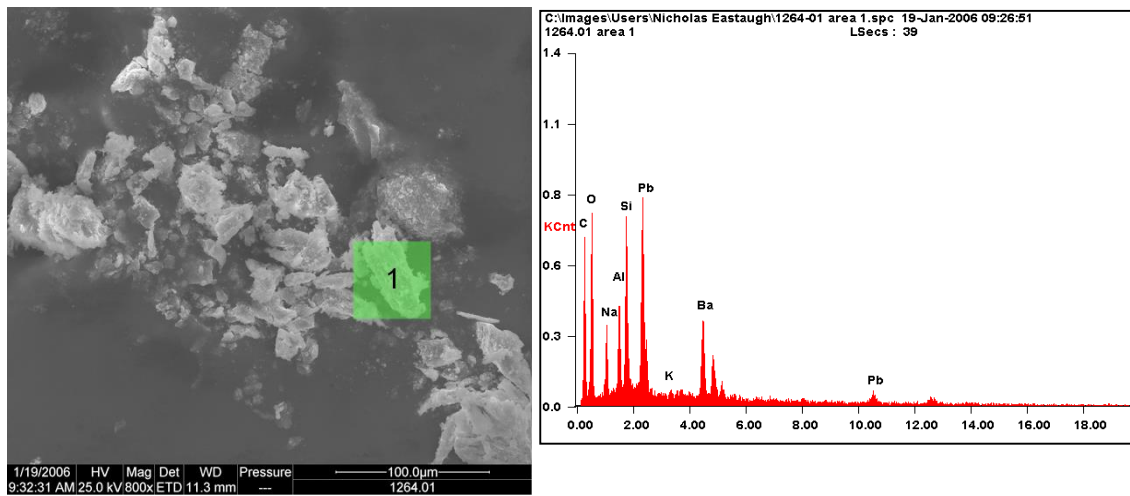 1
1/19/2006 HV Mag Det WD Pressure 100.0µm
9:32:31 AM 25.0 kV 800x ETD 11.3 mm --- 1264.01
C:\Images\Users\Nicholas Eastaugh\1264-01 area 1.spc 19-Jan-2006 09:26:51
1264.01 area 1 LSecs : 39
1.4
1.1
0.8
0.6
0.3
0.0
KCnt
C
O
Na
Al
Si
Pb
K
Ba
Pb
0.00 2.00 4.00 6.00 8.00 10.00 12.00 14.00 16.00 18.00